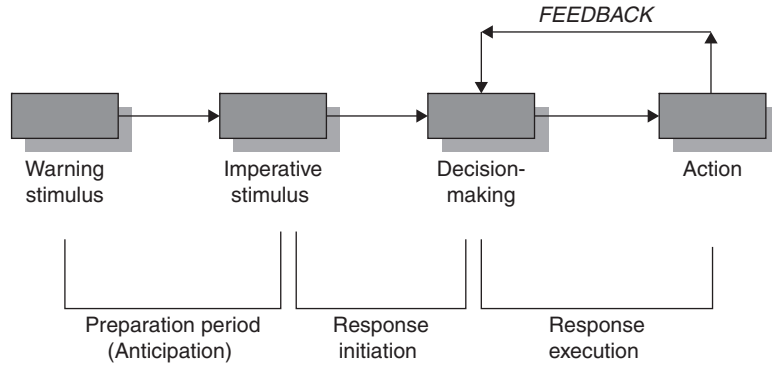 FEEDBACK
Warning
stimulus
Imperative
stimulus
Decision-
making
Action
Preparation period
(Anticipation)
Response
initiation
Response
execution